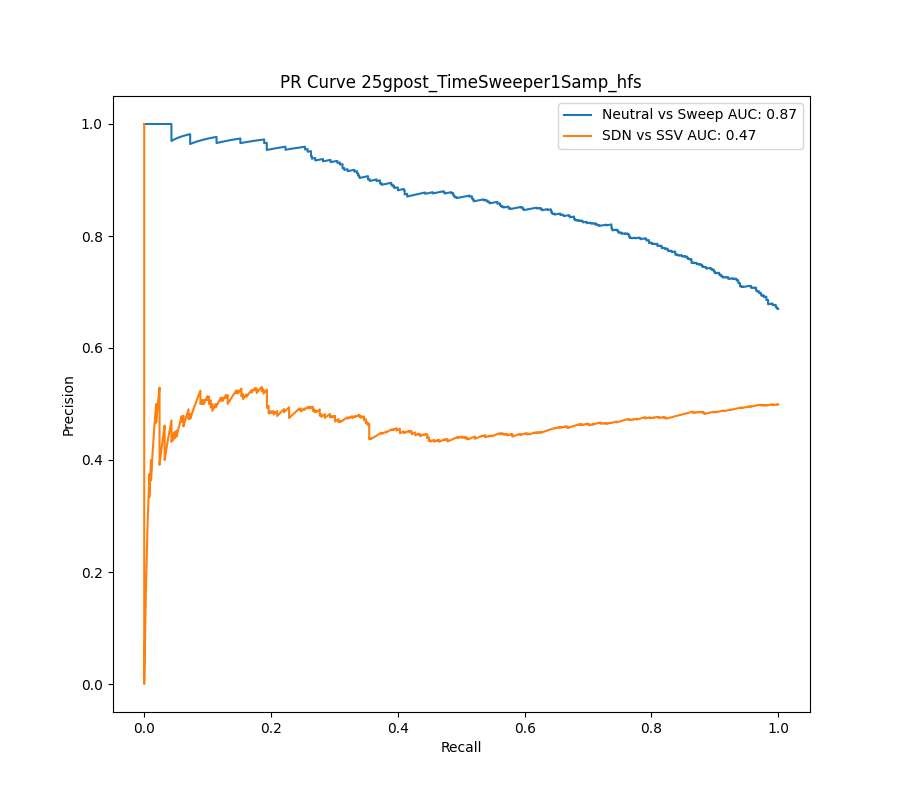 PR Curve 25gpost_TimeSweeper1Samp_hfs
Neutral vs Sweep AUC: 0.87
SDN vs SSV AUC: 0.47
1.0
0.8
0.6
0.4
0.2
0.0
Precision
0.0 0.2 0.4 0.6 0.8 1.0
Recall